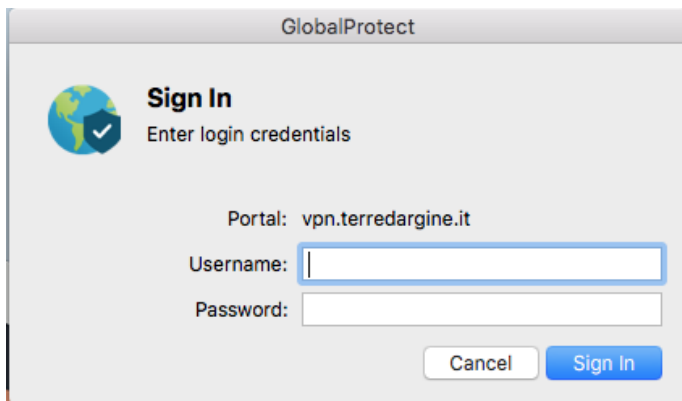 GlobalProtect
Sign In
Enter login credentials
Portal: vpn.terredargine.it
Username:
Password:
Cancel Sign In